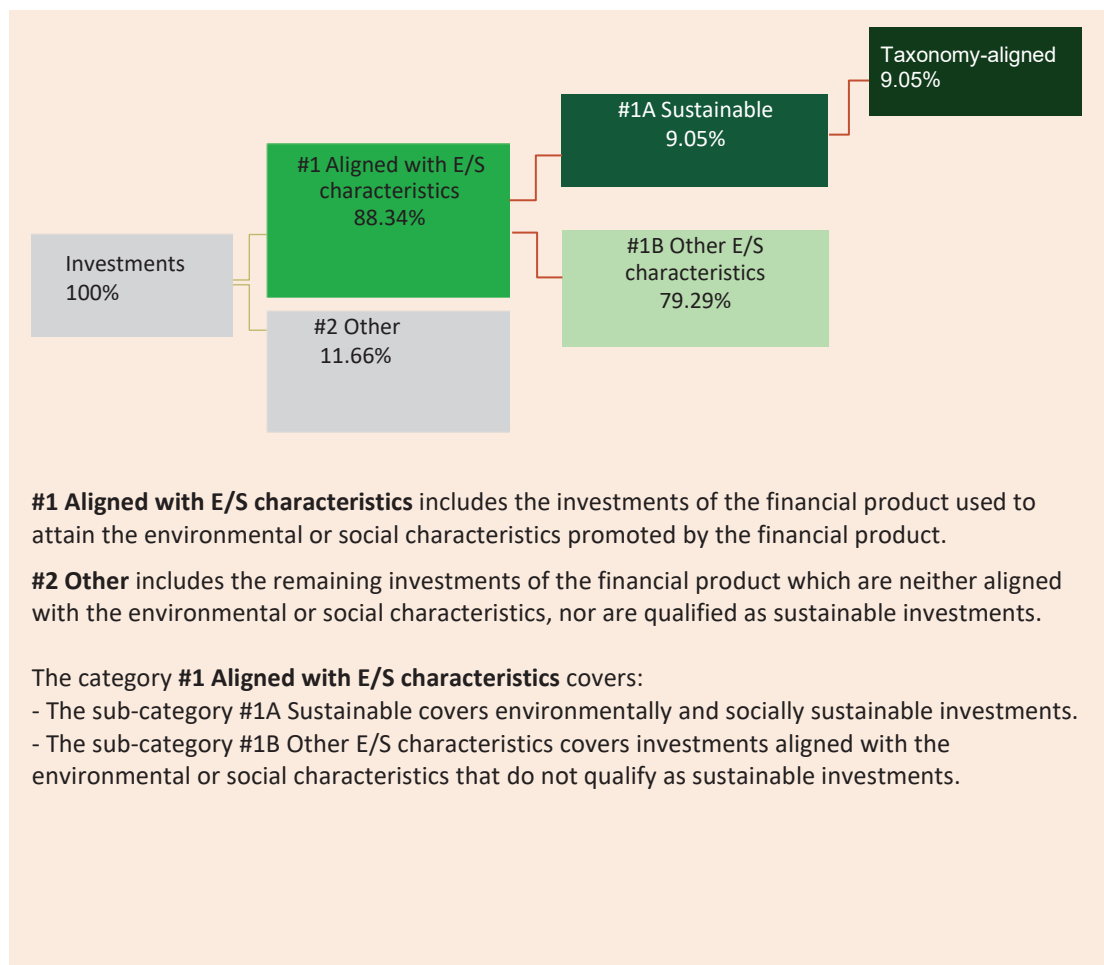 Taxonomy-aligned
9.05%
#1A Sustainable
9.05%
#1 Aligned with E/S
characteristics
88.34%
#1B Other E/S
characteristics
79.29%
Investments
100%
#2 Other
11.66%
#1 Aligned with E/S characteristics includes the investments of the financial product used to
attain the environmental or social characteristics promoted by the financial product.
#2 Other includes the remaining investments of the financial product which are neither aligned
with the environmental or social characteristics, nor are qualified as sustainable investments.
The category #1 Aligned with E/S characteristics covers:
- The sub-category #1A Sustainable covers environmentally and socially sustainable investments.
- The sub-category #1B Other E/S characteristics covers investments aligned with the
environmental or social characteristics that do not qualify as sustainable investments.